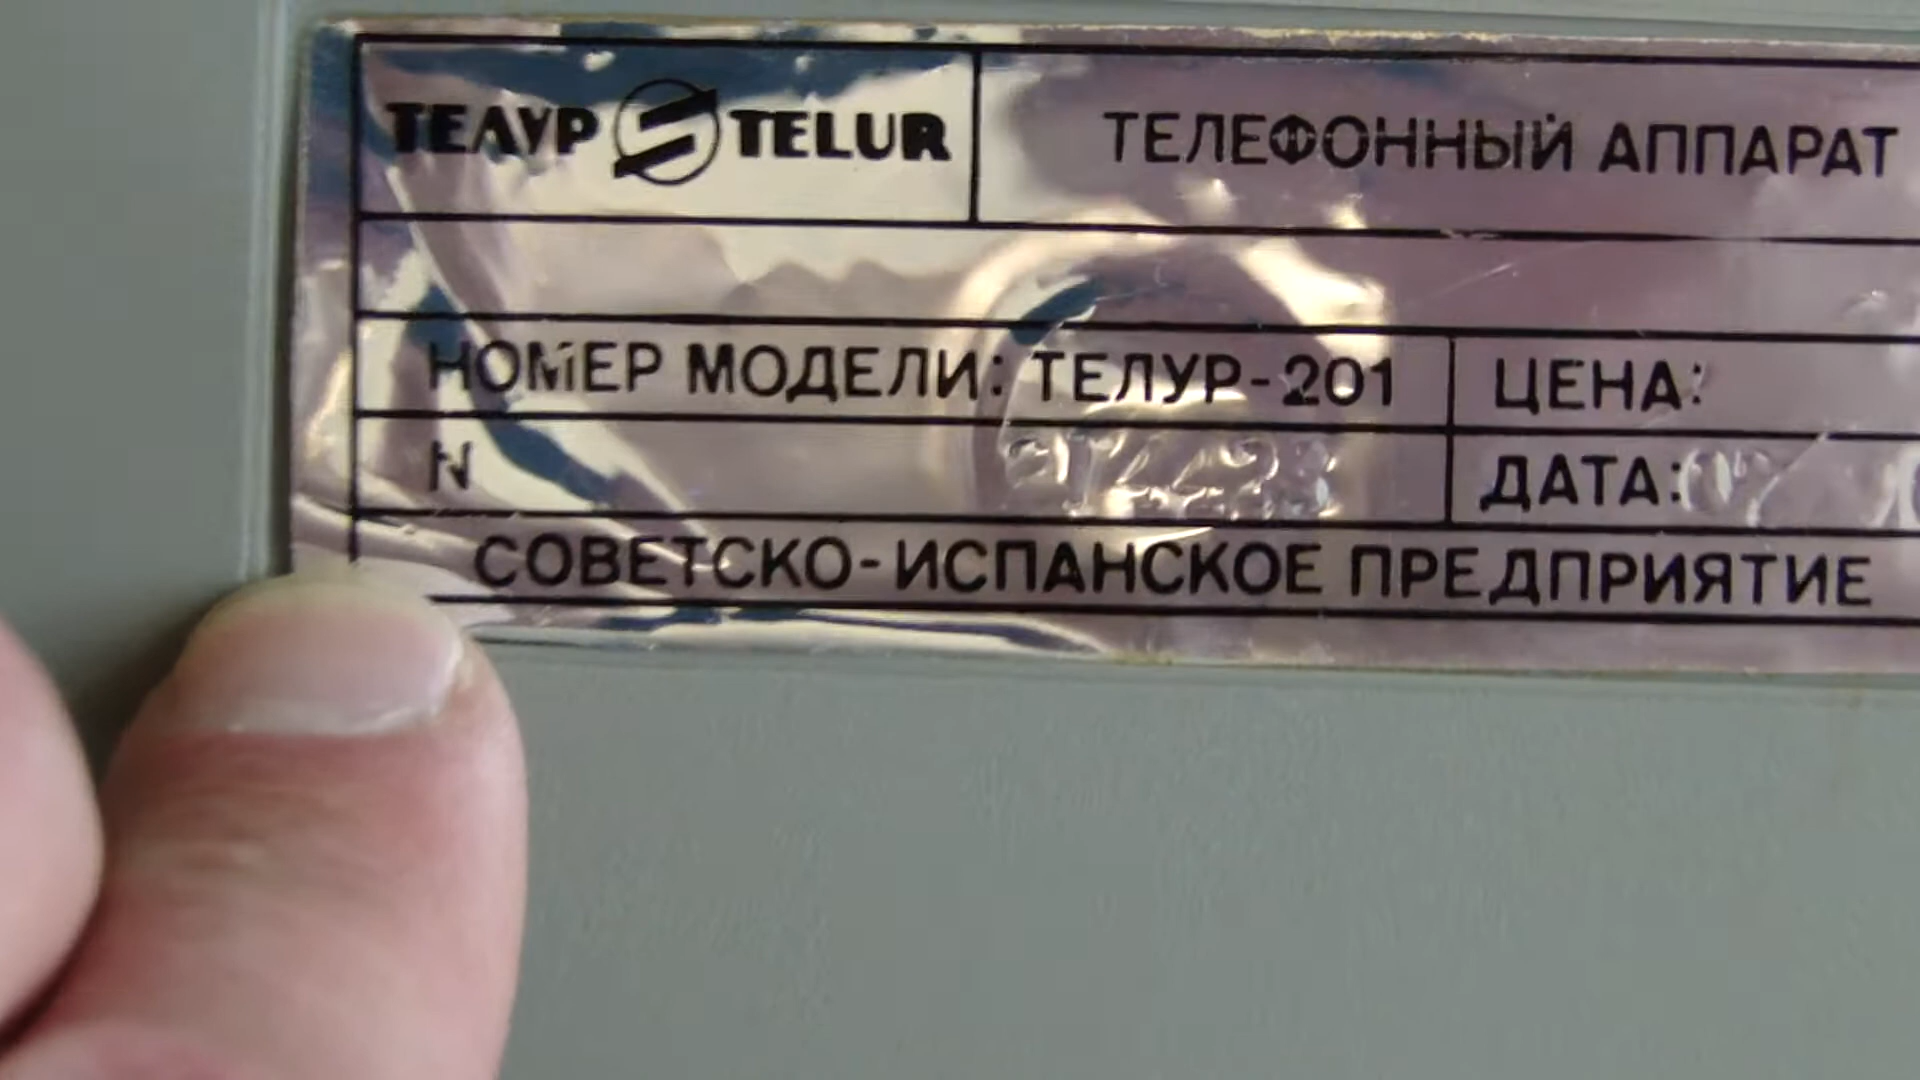 ТЕЛУР TELUR
ТЕЛЕФОННЫЙ АППАРАТ
НОМЕР МОДЕЛИ: ТЕЛУР-201
ЦЕНА:
N
ДАТА:
СОВЕТСКО-ИСПАНСКОЕ ПРЕДПРИЯТИЕ